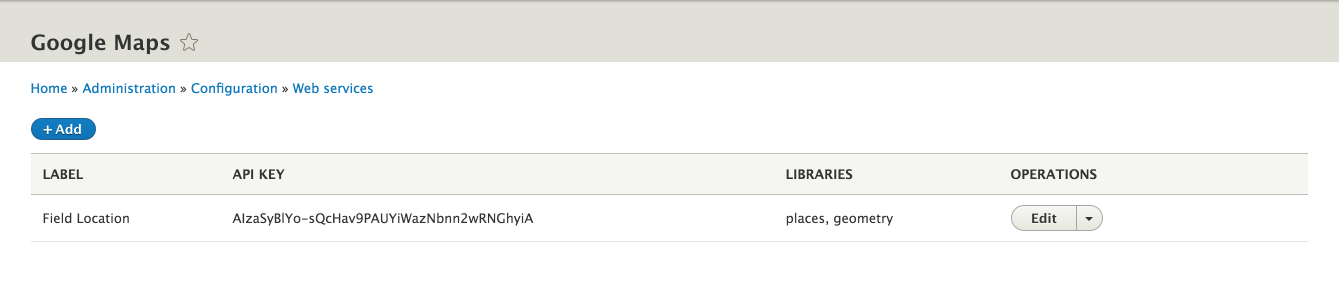 Google Maps
Home » Administration » Configuration » Web services
+ Add
LABEL API KEY LIBRARIES OPERATIONS
Field Location AIzaSyBlYo-sQcHav9PAUYiWazNbnn2wRNGhyiA places, geometry Edit